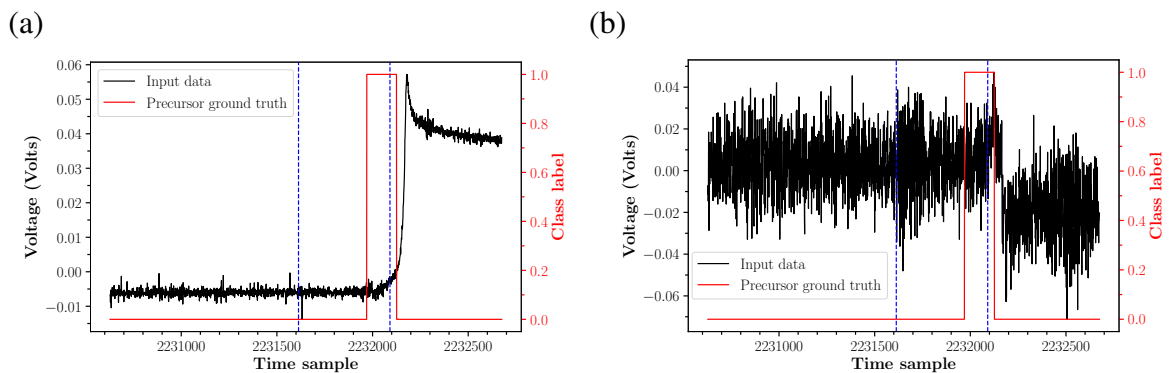 (a)
(b)
Input data
Precursor ground truth
0.06
0.05
0.04
0.03
0.02
0.01
0.00
−0.01
Voltage (Volts)
1.0
0.8
0.6
0.4
0.2
0.0
Class label
2231000
2231500
2232000
2232500
Time sample
Input data
Precursor ground truth
0.04
0.02
0.00
−0.02
−0.04
−0.06
Voltage (Volts)
1.0
0.8
0.6
0.4
0.2
0.0
Class label
2231000
2231500
2232000
2232500
Time sample